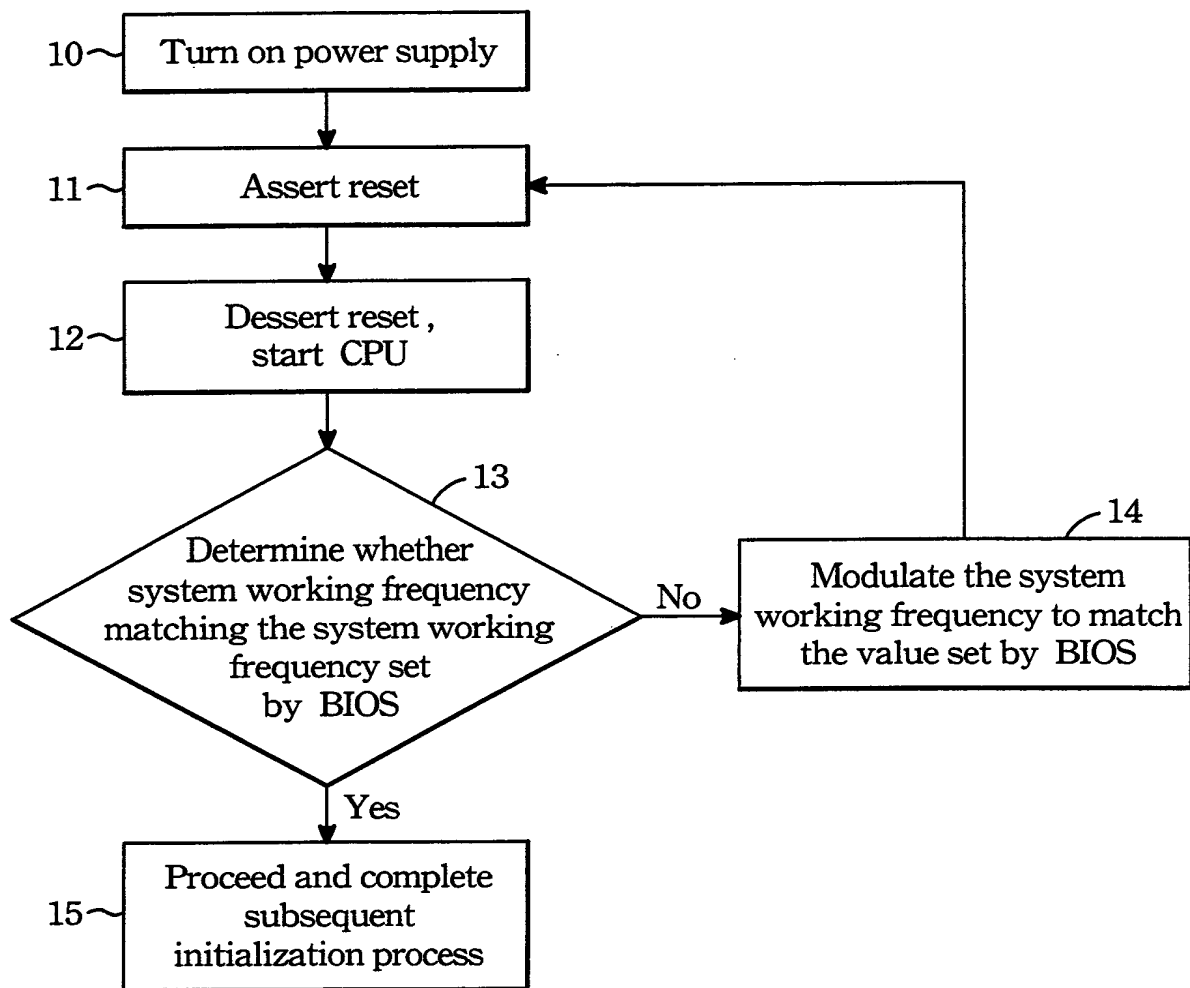 10
Turn on power supply
11
Assert reset
12
Dessert reset ,
start CPU
13
Determine whether
system working frequency
matching the system working
frequency set
by BIOS
No
14
Modulate the system
working frequency to match
the value set by BIOS
Yes
15
Proceed and complete
subsequent
initialization process